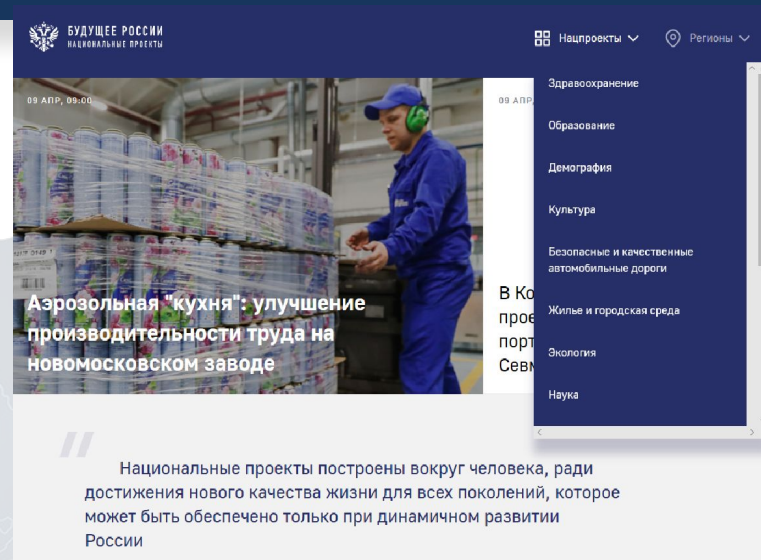 БУДУЩЕЕ РОССИИ
НАЦИОНАЛЬНЫЕ ПРОЕКТЫ
Нацпроекты
Регионы
09 АПР, 09:00
Аэрозольная "кухня": улучшение
производительности труда на
новомосковском заводе
09 АПР,
В Ко
прое
порт
Сев
Здравоохранение
Образование
Демография
Культура
Безопасные и качественные
автомобильные дороги
Жилье и городская среда
Экология
Наука
"
Национальные проекты построены вокруг человека, ради
достижения нового качества жизни для всех поколений, которое
может быть обеспечено только при динамичном развитии
России